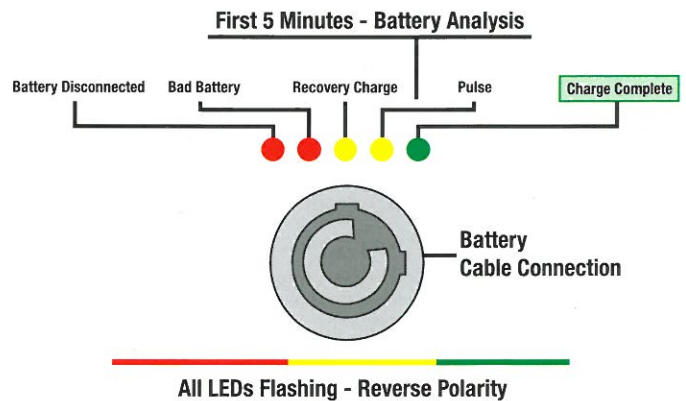 First 5 Minutes - Battery Analysis
Battery Disconnected
Bad Battery
Recovery Charge
Pulse
Charge Complete
Battery
Cable Connection
All LEDs Flashing - Reverse Polarity